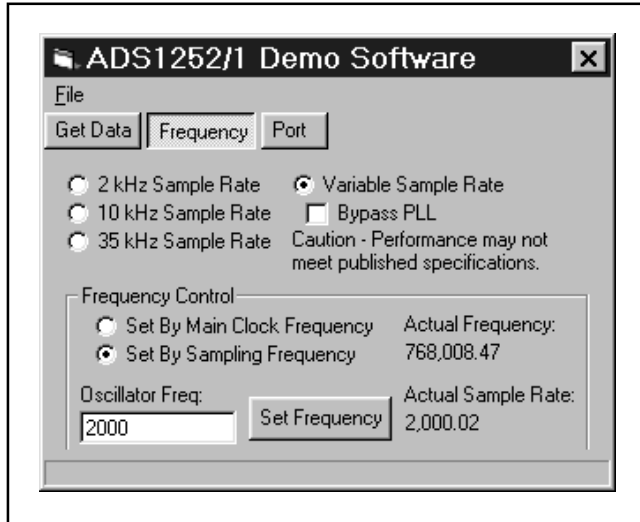 ADS1252/1 Demo Software
File
Get Data Frequency Port
2 kHz Sample Rate
10 kHz Sample Rate
35 kHz Sample Rate
Variable Sample Rate
Bypass PLL
Caution - Performance may not
meet published specifications.
Frequency Control
Set By Main Clock Frequency
Set By Sampling Frequency
Actual Frequency:
768,008.47
Oscillator Freq:
2000
Set Frequency
Actual Sample Rate:
2,000.02